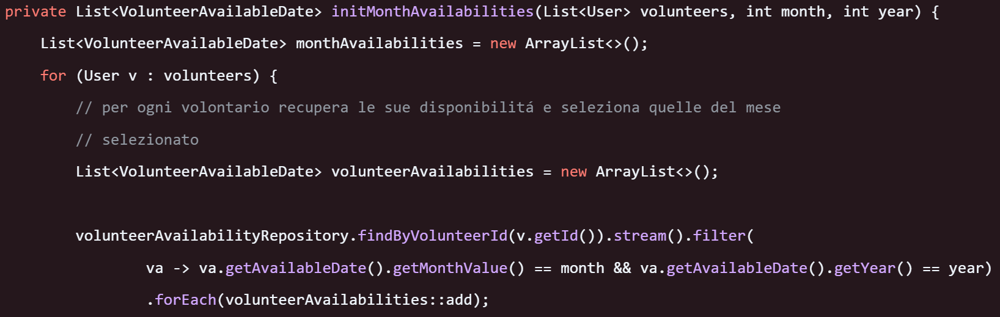 private List<VolunteerAvailableDate> initMonthAvailabilities(List<User> volunteers, int month, int year) {
    List<VolunteerAvailableDate> monthAvailabilities = new ArrayList<>();
    for (User v : volunteers) {
        // per ogni volontario recupera le sue disponibilitá e seleziona quelle del mese
        // selezionato
        List<VolunteerAvailableDate> volunteerAvailabilities = new ArrayList<>();
        volunteerAvailabilityRepository.findByVolunteerId(v.getId()).stream().filter(
                va -> va.getAvailableDate().getMonthValue() == month && va.getAvailableDate().getYear() == year)
                .forEach(volunteerAvailabilities::add);